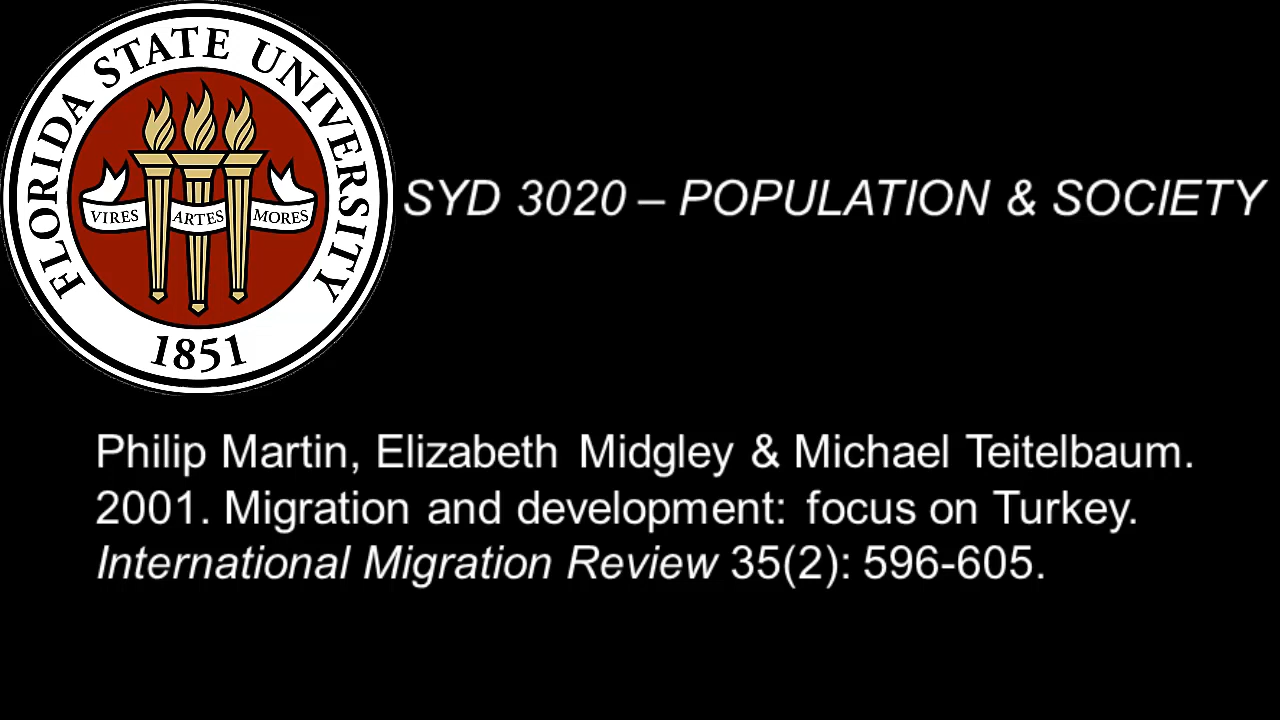 FLORIDA STATE UNIVERSITY
VIRES ARTES MORES
1851
SYD 3020 – POPULATION & SOCIETY
Philip Martin, Elizabeth Midgley & Michael Teitelbaum.
2001. Migration and development: focus on Turkey.
International Migration Review 35(2): 596-605.